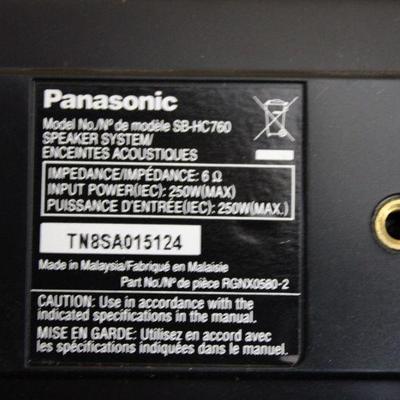 Panasonic
Model No./Nº de modèle SB-HC760
SPEAKER SYSTEM/
ENCEINTES ACOUSTIQUES
IMPEDANCE/IMPÉDANCE: 6 Ω
INPUT POWER(IEC): 250W(MAX)
PUISSANCE D'ENTRÉE(IEC): 250W(MAX.)
TN8SA015124
Made in Malaysia/Fabriqué en Malaisie
Part No./Nº de pièce RGNX0580-2
CAUTION: Use in accordance with the
indicated specifications in the manual.
MISE EN GARDE: Utilisez en accord avec
les spécifications indiquées dans le manuel.